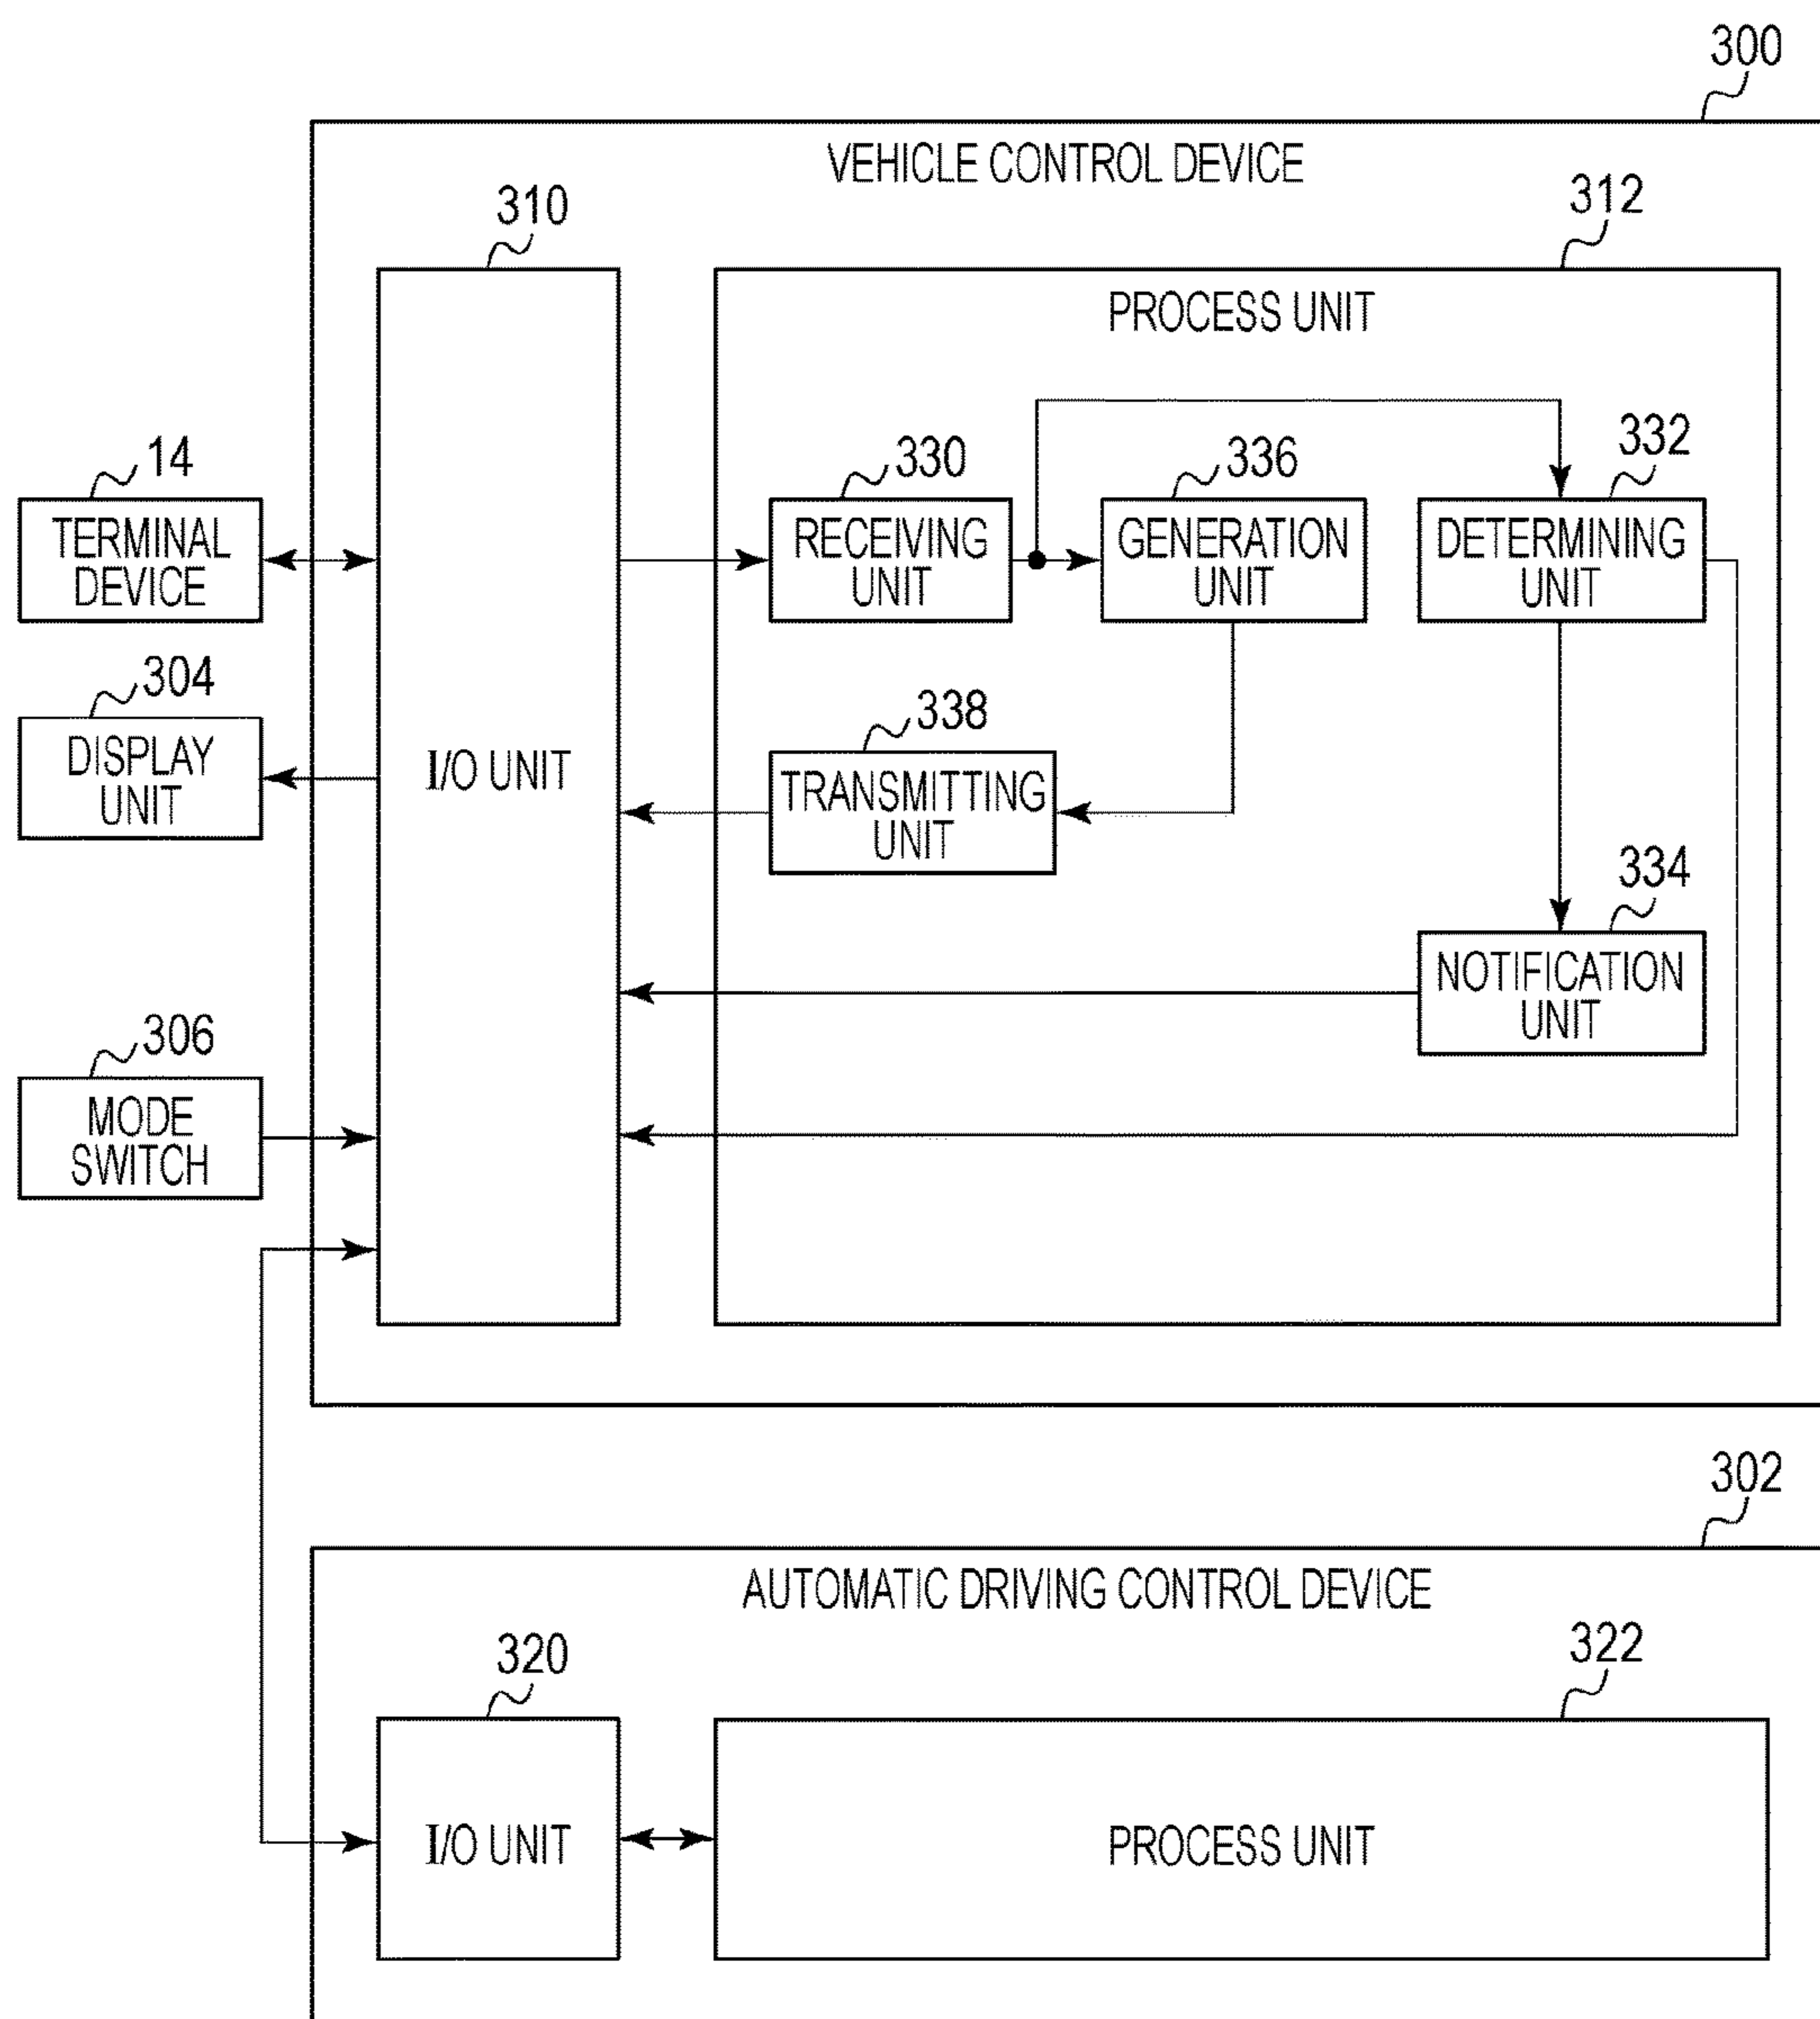 300
VEHICLE CONTROL DEVICE
310
312
PROCESS UNIT
14
TERMINAL
DEVICE
330
RECEIVING
UNIT
336
GENERATION
UNIT
332
DETERMINING
UNIT
304
DISPLAY
UNIT
I/O UNIT
338
TRANSMITTING
UNIT
334
NOTIFICATION
UNIT
306
MODE
SWITCH
302
AUTOMATIC DRIVING CONTROL DEVICE
320
322
I/O UNIT
PROCESS UNIT